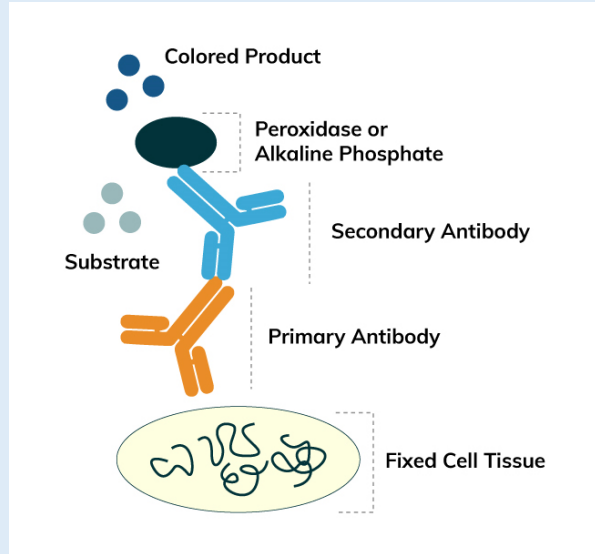 Colored Product
Peroxidase or
Alkaline Phosphate
Secondary Antibody
Substrate
Primary Antibody
Fixed Cell Tissue